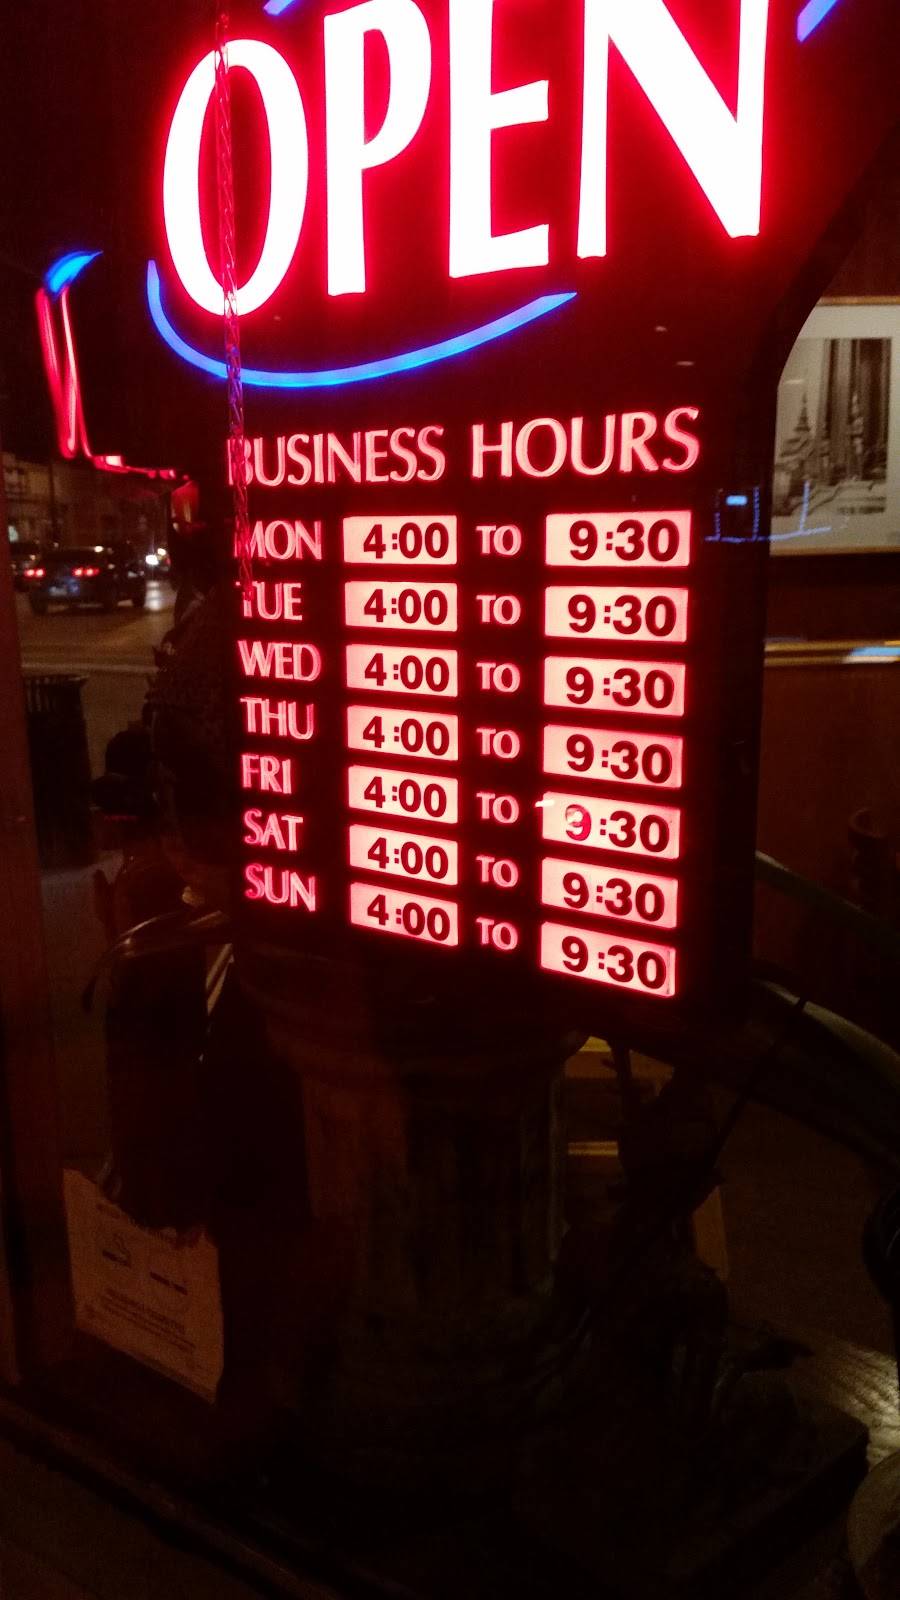 OPEN
BUSINESS HOURS
MON 4:00 TO 9:30
TUE 4:00 TO 9:30
WED 4:00 TO 9:30
THU 4:00 TO 9:30
FRI 4:00 TO 9:30
SAT 4:00 TO 9:30
SUN 4:00 TO 9:30